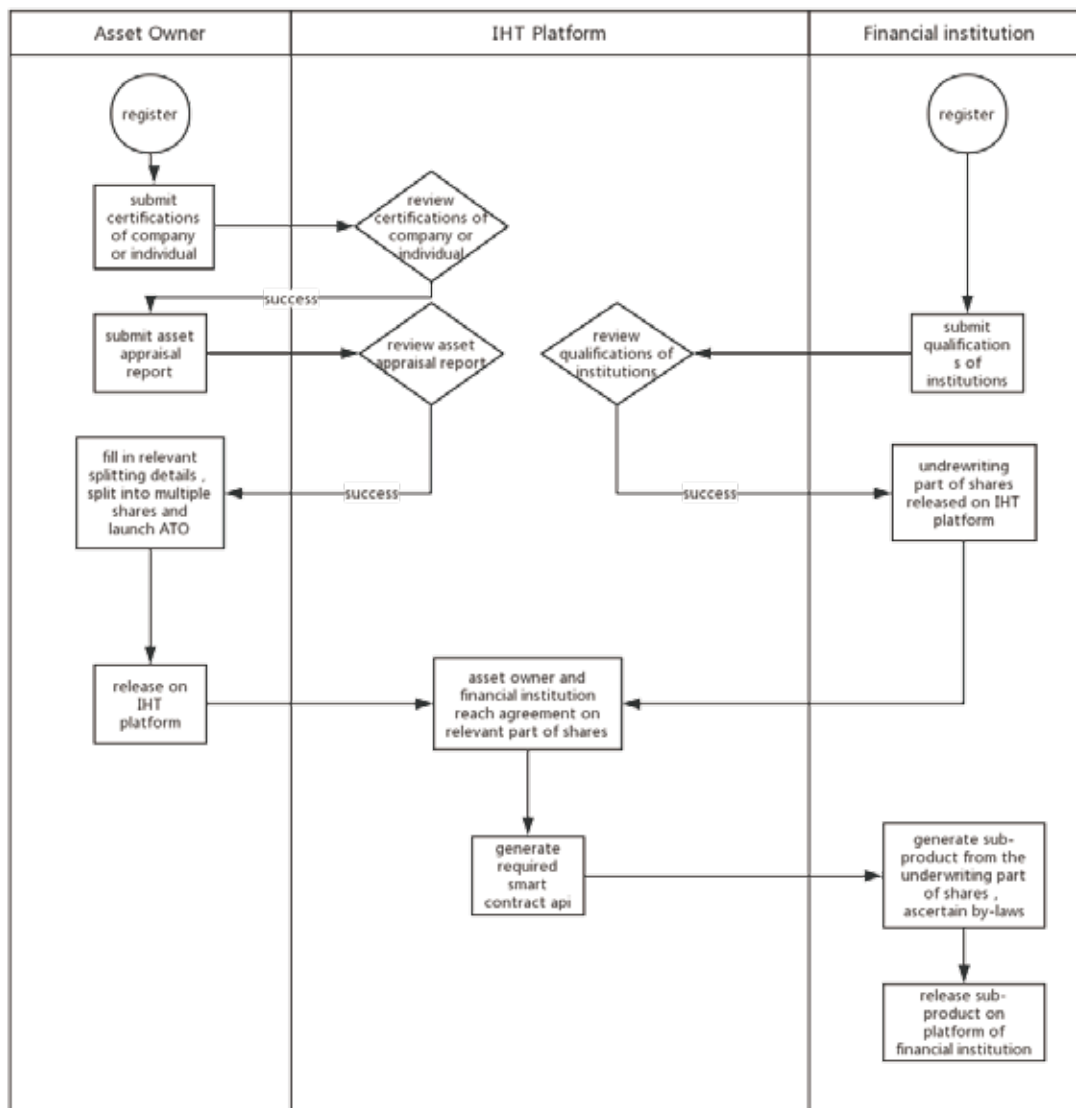 Asset Owner
IHT Platform
Financial institution
register
register
submit
certifications
of company
or individual
review
certifications of
company or
individual
success
submit asset
appraisal
report
review asset
appraisal report
review
qualifications of
institutions
submit
qualification
s of
institutions
fill in relevant
splitting details ,
split into multiple
shares and
launch ATO
success
success
undrewriting
part of shares
released on IHT
platform
release on
IHT
platform
asset owner and
financial institution
reach agreement on
relevant part of shares
generate
required
smart
contract api
generate sub-
product from the
underwriting part
of shares ,
ascertain by-laws
release sub-
product on
platform of
financial institution